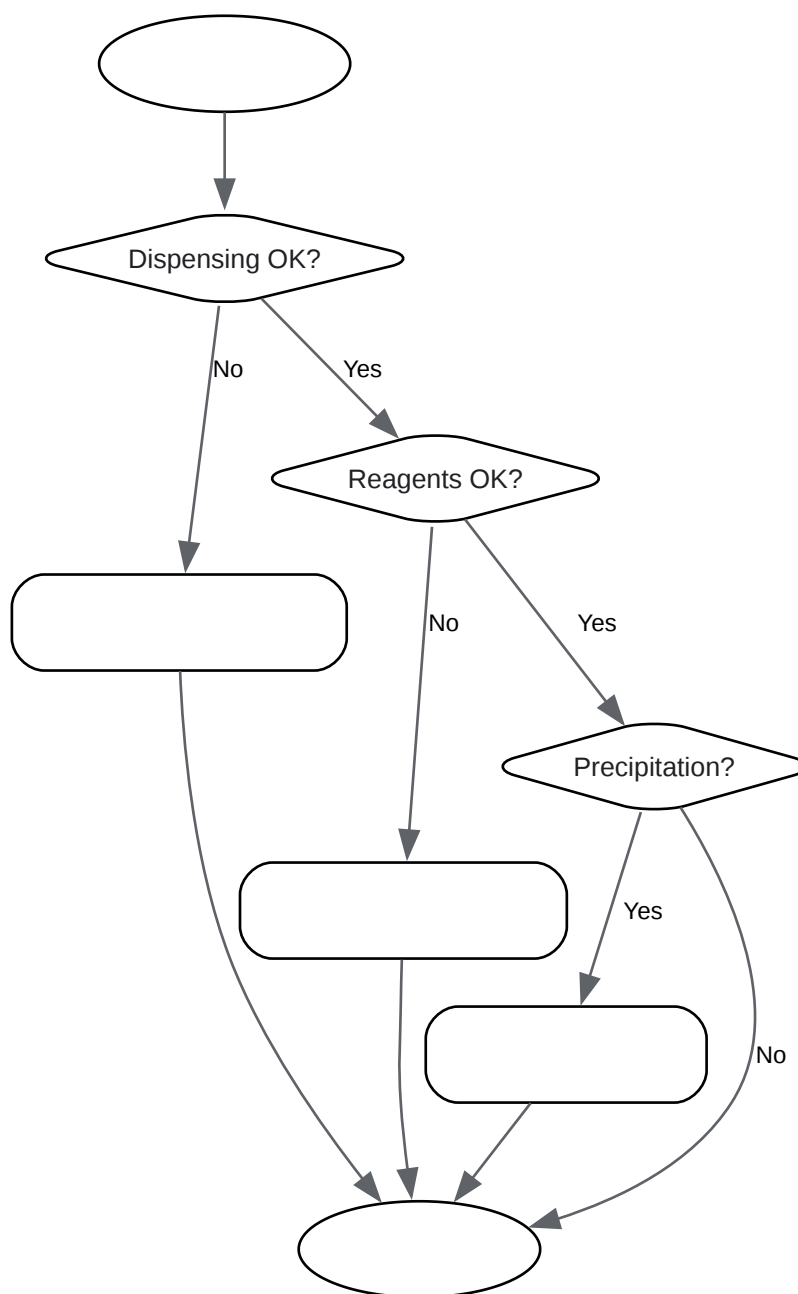 Dispensing OK?
No
Yes
Reagents OK?
No
Yes
Precipitation?
Yes
No